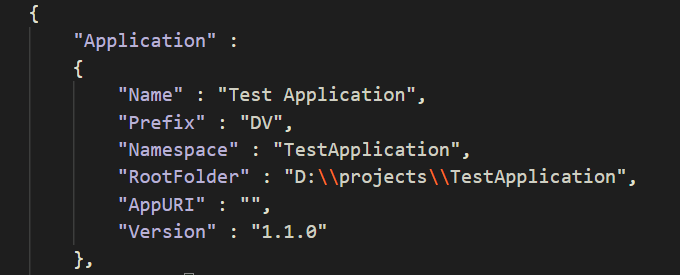 {
"Application" :
{
"Name" : "Test Application",
"Prefix" : "DV",
"Namespace" : "TestApplication",
"RootFolder" : "D:\\projects\\TestApplication",
"AppURI" : "",
"Version" : "1.1.0"
},